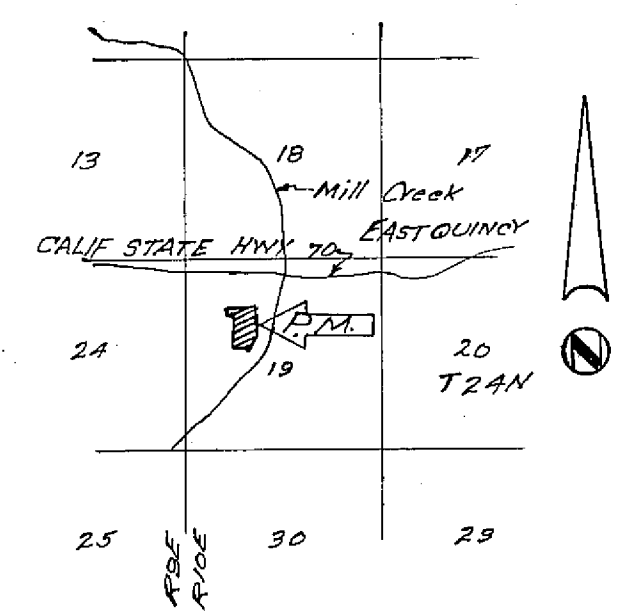 13
18
17
Mill Creek
EAST QUINCY
CALIF STATE HWY 70
P.M.
24
19
20
T24N
N
25
R9E
R10E
30
29